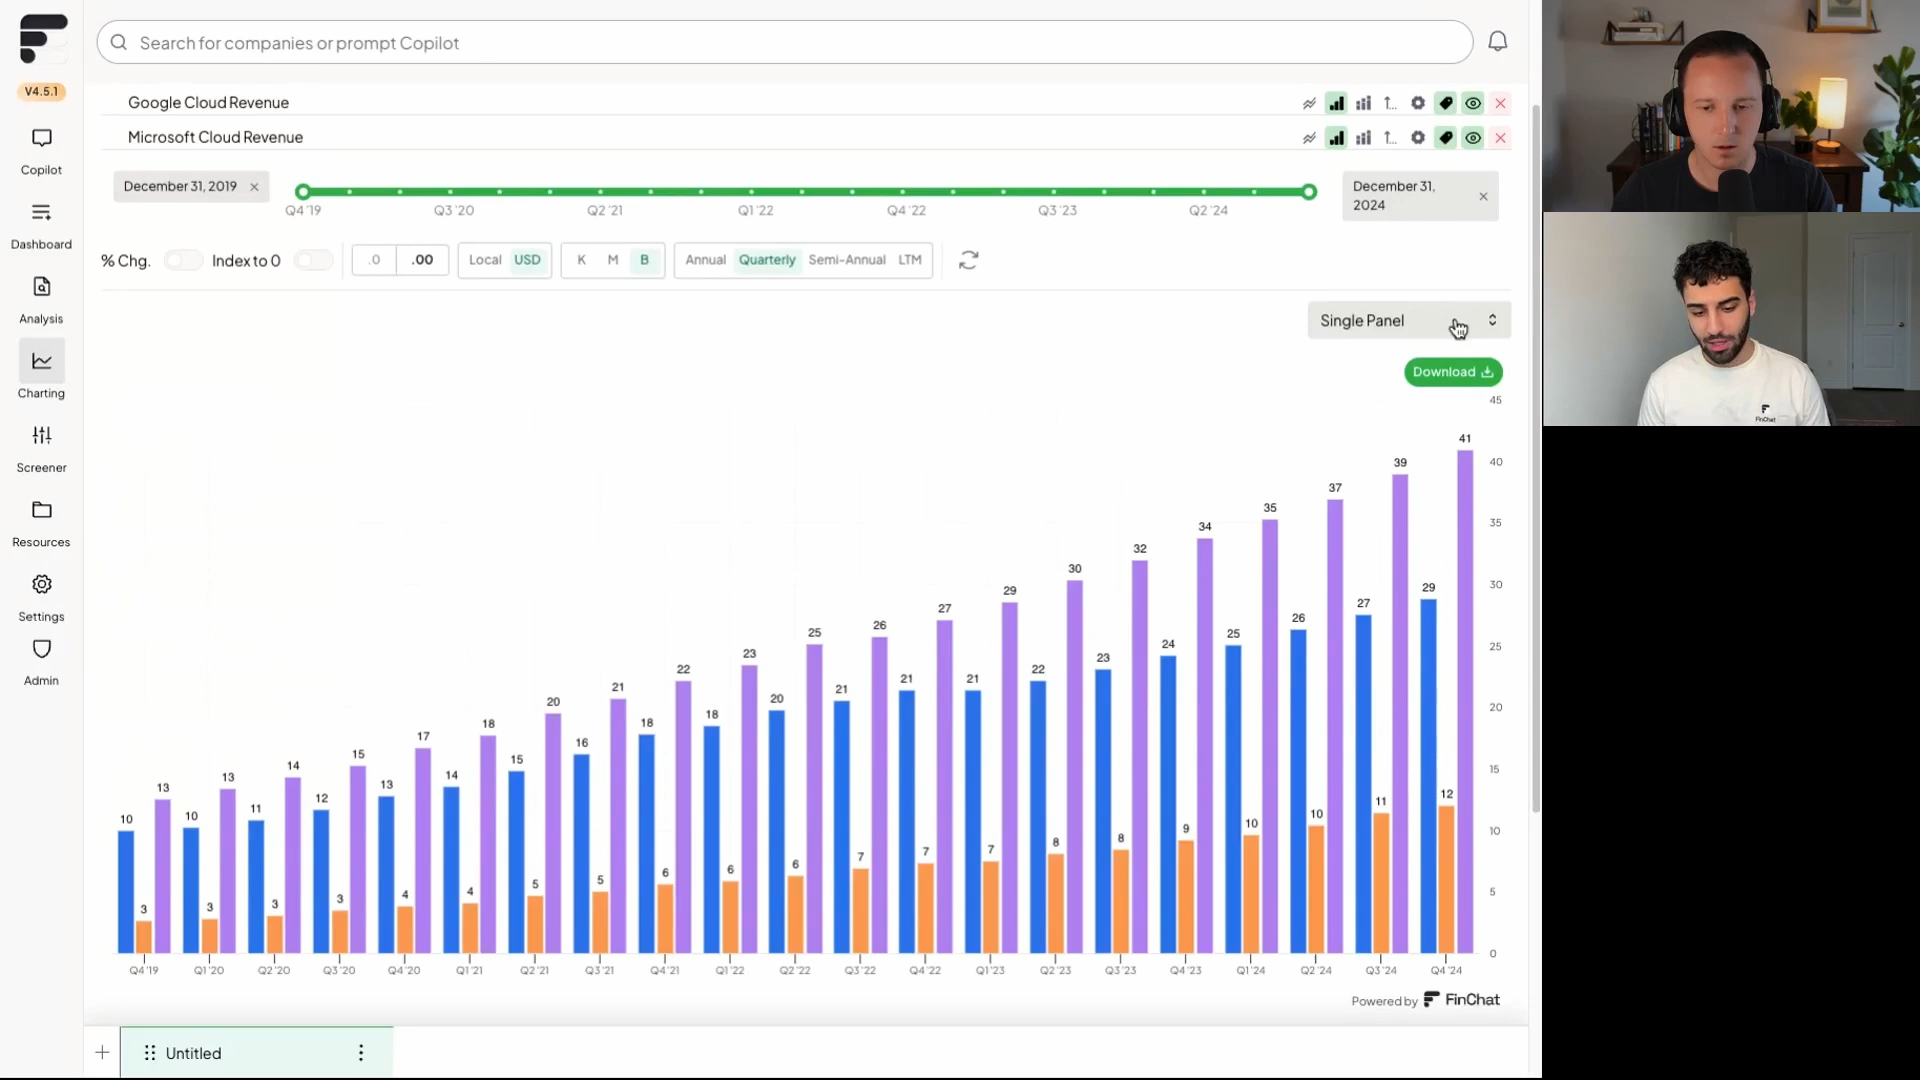 Search for companies or prompt Copilot
V4.5.1
Copilot
Dashboard
Analysis
Charting
Screener
Resources
Settings
Admin
Google Cloud Revenue
Microsoft Cloud Revenue
December 31, 2019
Q4 '19 Q3 '20 Q2 '21 Q1 '22 Q4 '22 Q3 '23 Q2 '24
December 31,
2024
% Chg. Index to 0 .0 .00 Local USD K M B Annual Quarterly Semi-Annual LTM
Single Panel
Download
45
40
35
30
25
20
15
10
5
0
10 3 13
10 3 13
11 3 14
12 3 15
13 4 17
14 4 18
15 5 20
16 5 21
18 6 22
18 6 23
20 6 25
21 7 26
21 7 27
21 7 29
22 8 30
23 8 32
24 9 34
25 10 35
26 10 37
27 11 39
29 12 41
Q4 '19 Q1 '20 Q2 '20 Q3 '20 Q4 '20 Q1 '21 Q2 '21 Q3 '21 Q4 '21 Q1 '22 Q2 '22 Q3 '22 Q4 '22 Q1 '23 Q2 '23 Q3 '23 Q4 '23 Q1 '24 Q2 '24 Q3 '24 Q4 '24
Powered by FinChat
Untitled
FinChat